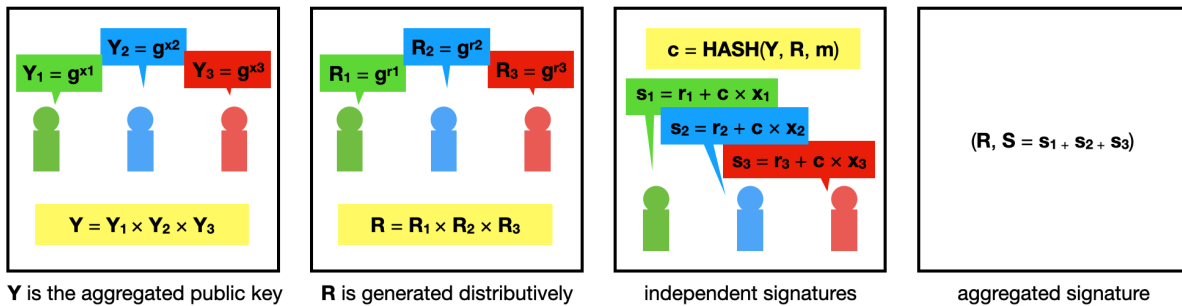 Y₁ = gˣ¹
Y₂ = gˣ²
Y₃ = gˣ³
Y = Y₁ × Y₂ × Y₃
Y is the aggregated public key
R₁ = gʳ¹
R₂ = gʳ²
R₃ = gʳ³
R = R₁ × R₂ × R₃
R is generated distributively
c = HASH(Y, R, m)
s₁ = r₁ + c × x₁
s₂ = r₂ + c × x₂
s₃ = r₃ + c × x₃
independent signatures
(R, S = s₁ + s₂ + s₃)
aggregated signature